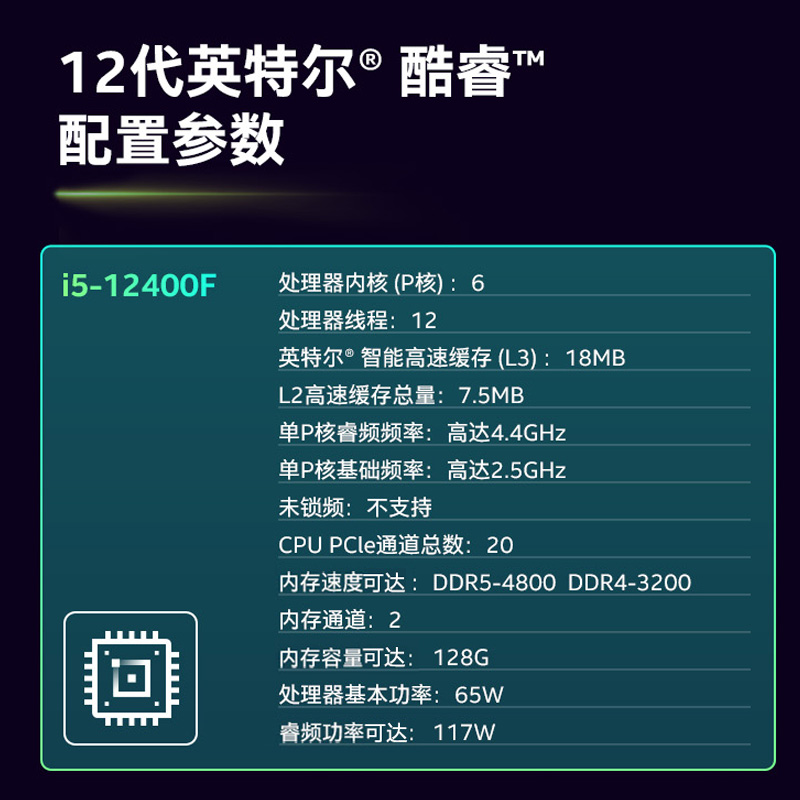 12代英特尔® 酷睿™
配置参数
i5-12400F
处理器内核 (P核)：6
处理器线程：12
英特尔® 智能高速缓存 (L3)：18MB
L2高速缓存总量：7.5MB
单P核睿频频率：高达4.4GHz
单P核基础频率：高达2.5GHz
未锁频：不支持
CPU PCle通道总数：20
内存速度可达：DDR5-4800 DDR4-3200
内存通道：2
内存容量可达：128G
处理器基本功率：65W
睿频功率可达：117W